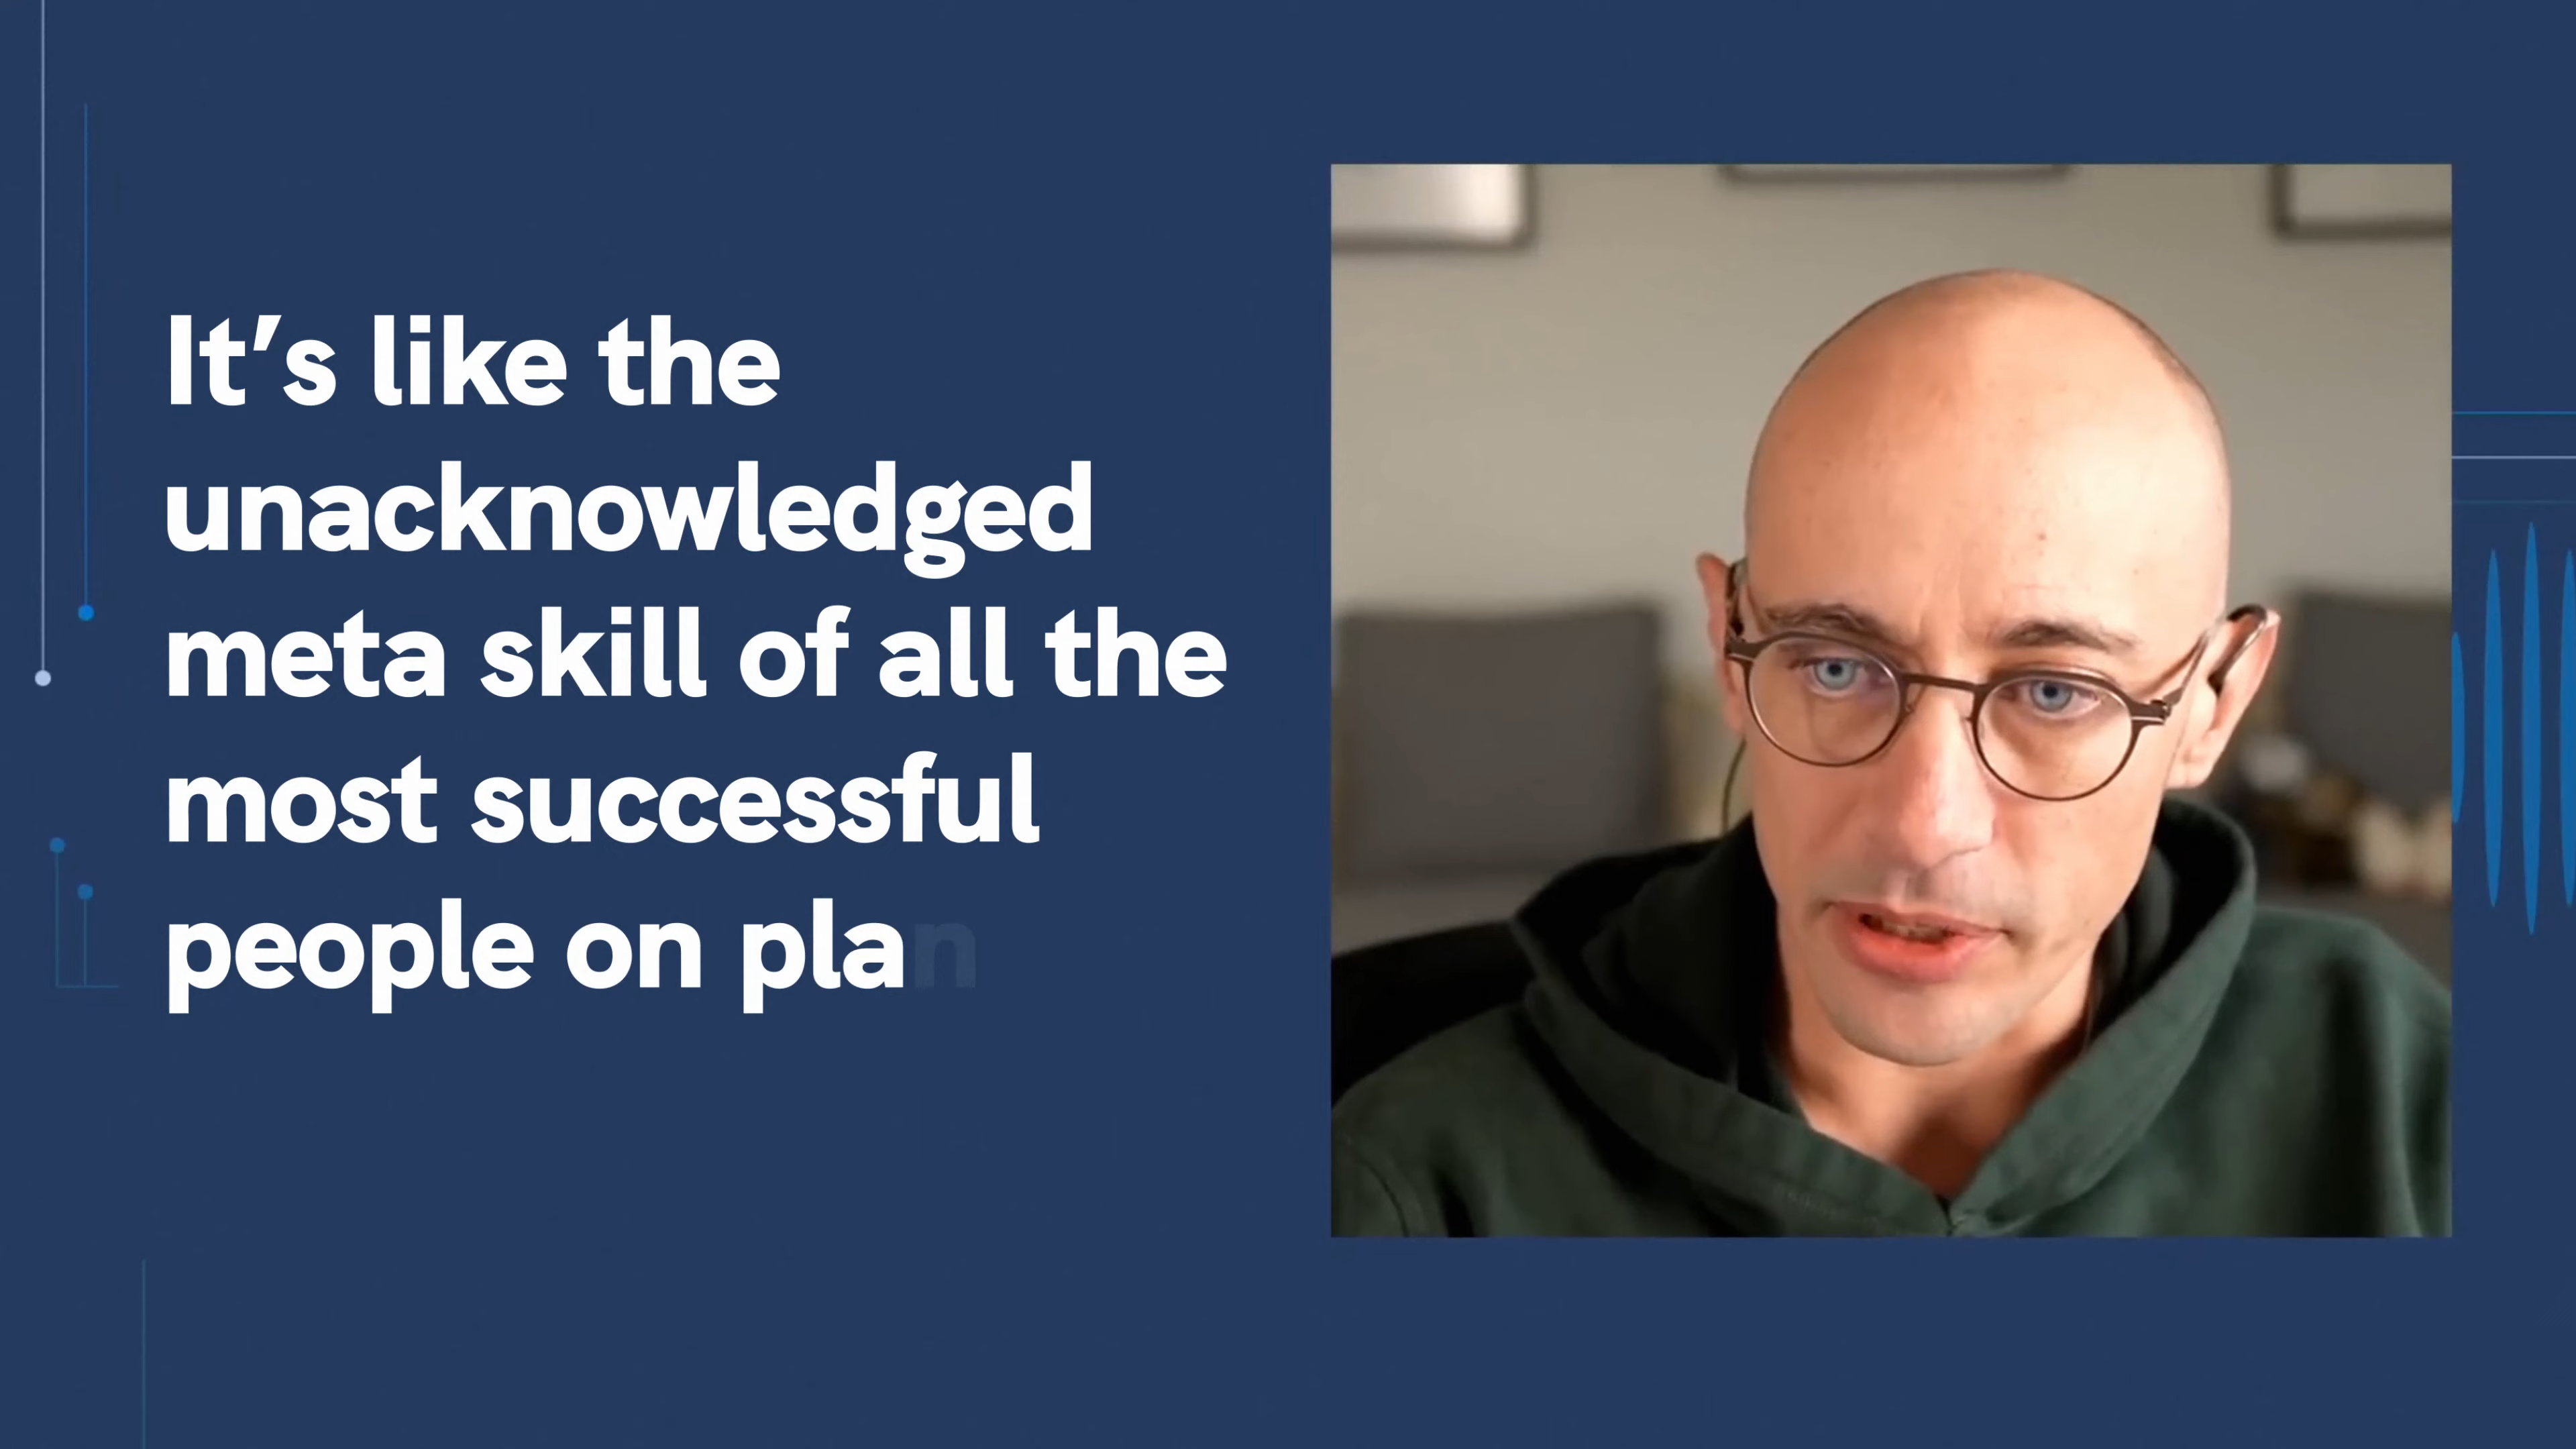 It’s like the
unacknowledged
meta skill of all the
most successful
people on plan